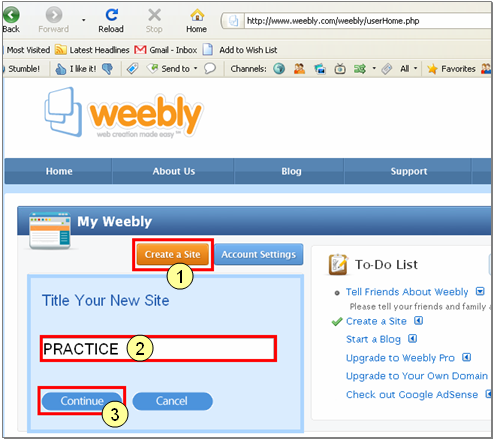 Back Forward Reload Stop Home http://www.weebly.com/weebly/userHome.php
Most Visited Latest Headlines Gmail - Inbox Add to Wish List
Stumble! I like it! Send to Channels: All Favorites
weebly
web creation made easy ™
Home About Us Blog Support
My Weebly
Create a Site Account Settings
1
Title Your New Site
PRACTICE 2
Continue Cancel
3
To-Do List
Tell Friends About Weebly
Please tell your friends and family a
Create a Site
Start a Blog
Upgrade to Weebly Pro
Upgrade to Your Own Domain
Check out Google AdSense